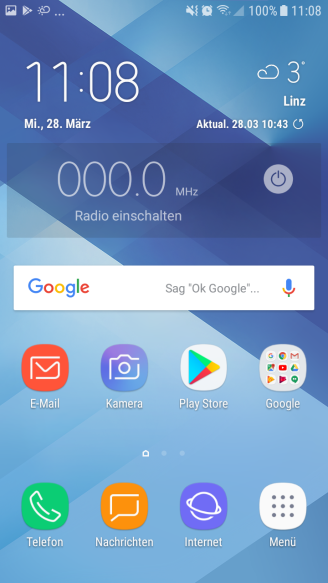 ... 100% 11:08
11:08 3°
Linz
Mi., 28. März Aktual. 28.03 10:43
000.0 MHz
Radio einschalten
Google Sag "Ok Google"...
E-Mail Kamera Play Store Google
Telefon Nachrichten Internet Menü